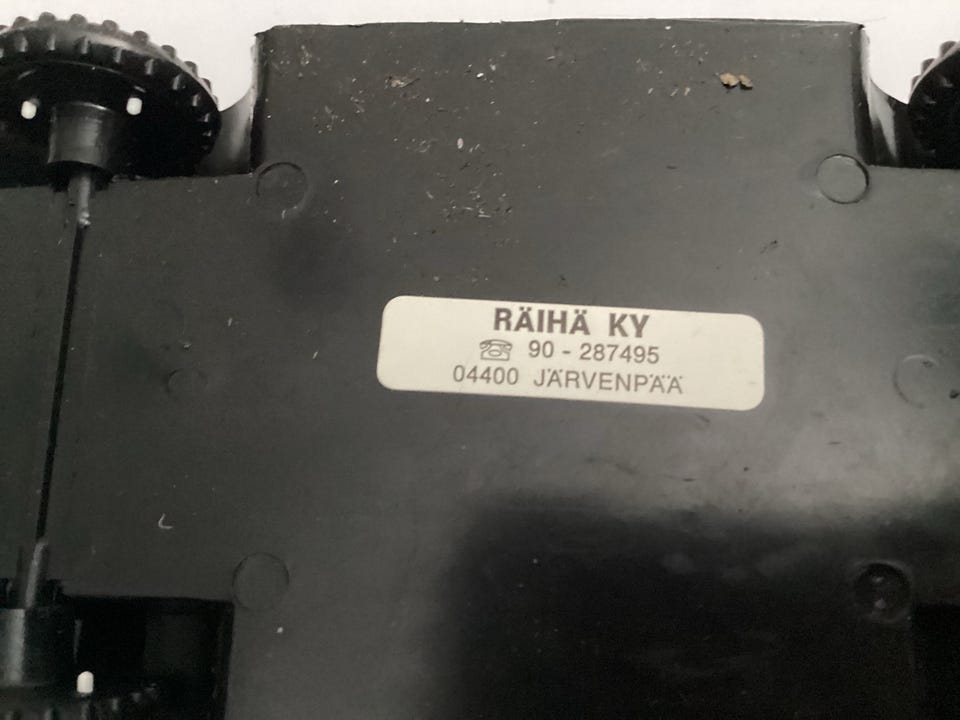 RÄIHÄ KY
☏ 90 - 287495
04400 JÄRVENPÄÄ